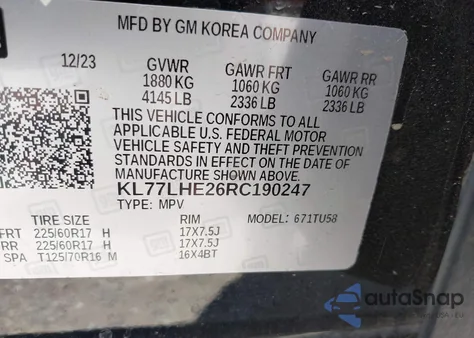 MFD BY GM KOREA COMPANY
12/23 GVWR GAWR FRT GAWR RR
1880 KG 1060 KG 1060 KG
4145 LB 2336 LB 2336 LB
THIS VEHICLE CONFORMS TO ALL
APPLICABLE U.S. FEDERAL MOTOR
VEHICLE SAFETY AND THEFT PREVENTION
STANDARDS IN EFFECT ON THE DATE OF
MANUFACTURE SHOWN ABOVE.
KL77LHE26RC190247
TYPE: MPV MODEL: 671TU58
TIRE SIZE RIM
FRT 225/60R17 H 17X7.5J
RR 225/60R17 H 17X7.5J
SPA T125/70R16 M 16X4BT
autoSnap